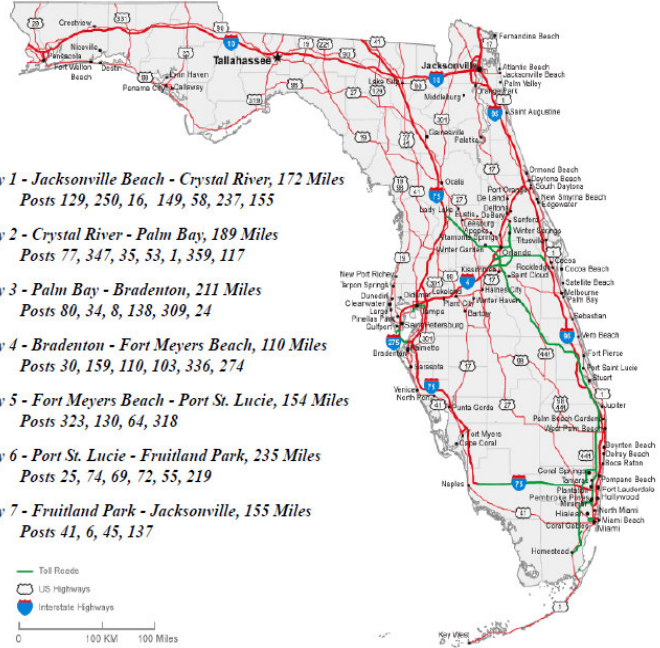 y 1 - Jacksonville Beach - Crystal River, 172 Miles
Posts 129, 250, 16, 149, 58, 237, 155
y 2 - Crystal River - Palm Bay, 189 Miles
Posts 77, 347, 35, 53, 1, 359, 117
y 3 - Palm Bay - Bradenton, 211 Miles
Posts 80, 34, 8, 138, 309, 24
y 4 - Bradenton - Fort Meyers Beach, 110 Miles
Posts 30, 159, 110, 103, 336, 274
y 5 - Fort Meyers Beach - Port St. Lucie, 154 Miles
Posts 323, 130, 64, 318
y 6 - Port St. Lucie - Fruitland Park, 235 Miles
Posts 25, 74, 69, 72, 55, 219
y 7 - Fruitland Park - Jacksonville, 155 Miles
Posts 41, 6, 45, 137
Toll Roads
US Highways
Interstate Highways
0 100 KM 100 Miles
Crestview
Niceville
Pensacola
Fort Walton
Beach
Destin
Lynn Haven
Panama City
Callaway
Tallahassee
Lake City
Jacksonville
Fernandina Beach
Atlantic Beach
Jacksonville Beach
Palm Valley
Orange Park
Middleburg
Saint Augustine
Gainesville
Palatka
Ocala
Ormond Beach
Daytona Beach
Port Orange
South Daytona
New Smyrna Beach
Edgewater
De Land
Deltona
DeBary
Lady Lake
Eustis
Leesburg
Apopka
Sanford
Winter Springs
Altamonte Springs
Titusville
Winter Garden
Orlando
Kissimmee
Saint Cloud
Rockledge
Cocoa
Cocoa Beach
Satellite Beach
Melbourne
Palm Bay
Sebastian
Vero Beach
Fort Pierce
Port Saint Lucie
Stuart
Jupiter
Palm Beach Gardens
West Palm Beach
Boynton Beach
Delray Beach
Boca Raton
Coral Springs
Pompano Beach
Tamarac
Fort Lauderdale
Plantation
Hollywood
Pembroke Pines
Miramar
North Miami
Hialeah
Miami Beach
Coral Gables
Miami
Homestead
Key West
New Port Richey
Tarpon Springs
Dunedin
Clearwater
Largo
Pinellas Park
Gulfport
Saint Petersburg
Tampa
Lakeland
Plant City
Haines City
Winter Haven
Bartow
Palmetto
Bradenton
Sarasota
Venice
North Port
Punta Gorda
Fort Myers
Cape Coral
Naples